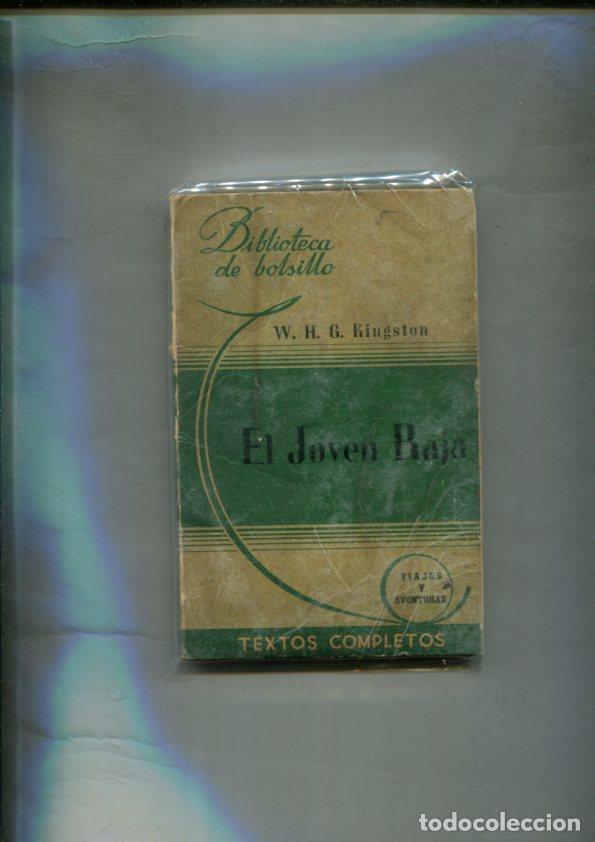 Biblioteca
de bolsillo
W. H. G. Kingston
El Joven Raja
VIAJES
Y
AVENTURAS
TEXTOS COMPLETOS
todocoleccion